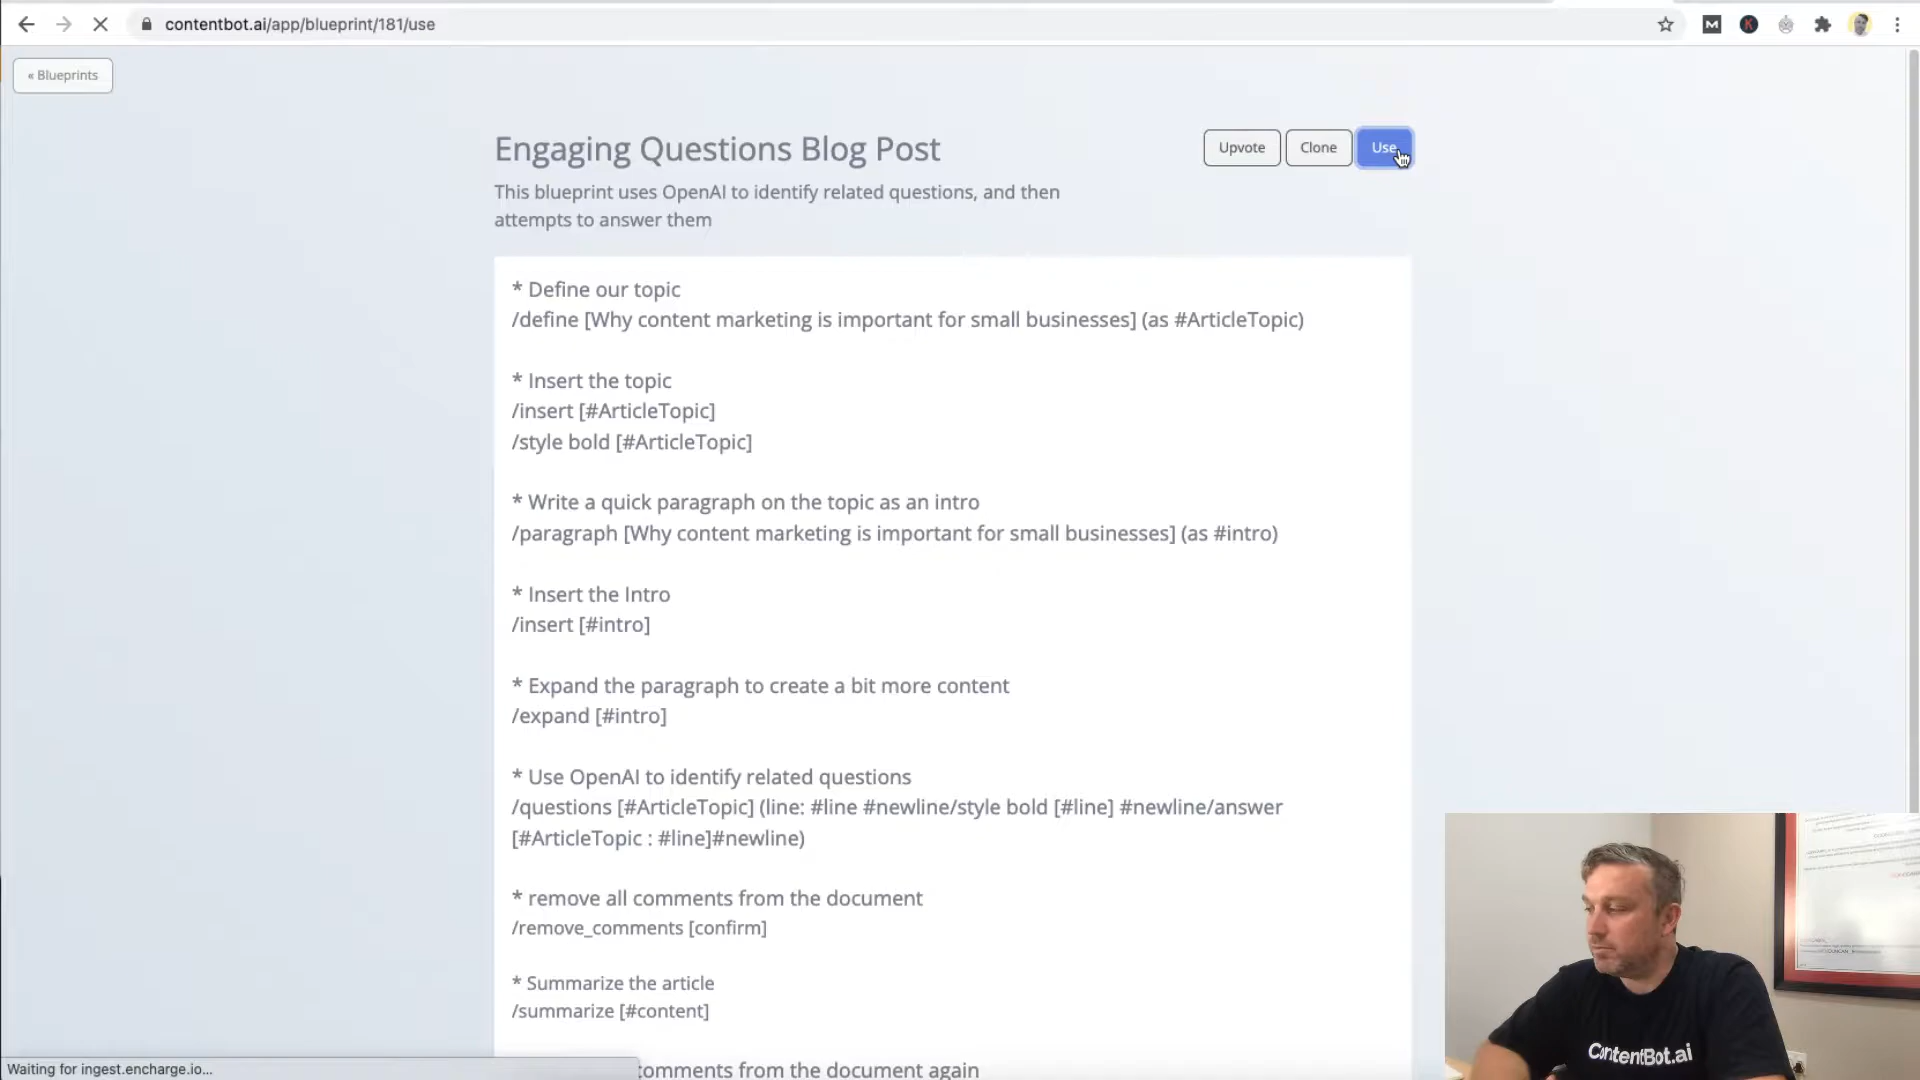 contentbot.ai/app/blueprint/181/use
M
K
« Blueprints
Engaging Questions Blog Post
Upvote
Clone
Use
This blueprint uses OpenAI to identify related questions, and then
attempts to answer them
* Define our topic
/define [Why content marketing is important for small businesses] (as #ArticleTopic)
* Insert the topic
/insert [#ArticleTopic]
/style bold [#ArticleTopic]
* Write a quick paragraph on the topic as an intro
/paragraph [Why content marketing is important for small businesses] (as #intro)
* Insert the Intro
/insert [#intro]
* Expand the paragraph to create a bit more content
/expand [#intro]
* Use OpenAI to identify related questions
/questions [#ArticleTopic] (line: #line #newline/style bold [#line] #newline/answer
[#ArticleTopic : #line]#newline)
* remove all comments from the document
/remove_comments [confirm]
* Summarize the article
/summarize [#content]
comments from the document again
Waiting for ingest.encharge.io...
ContentBot.ai